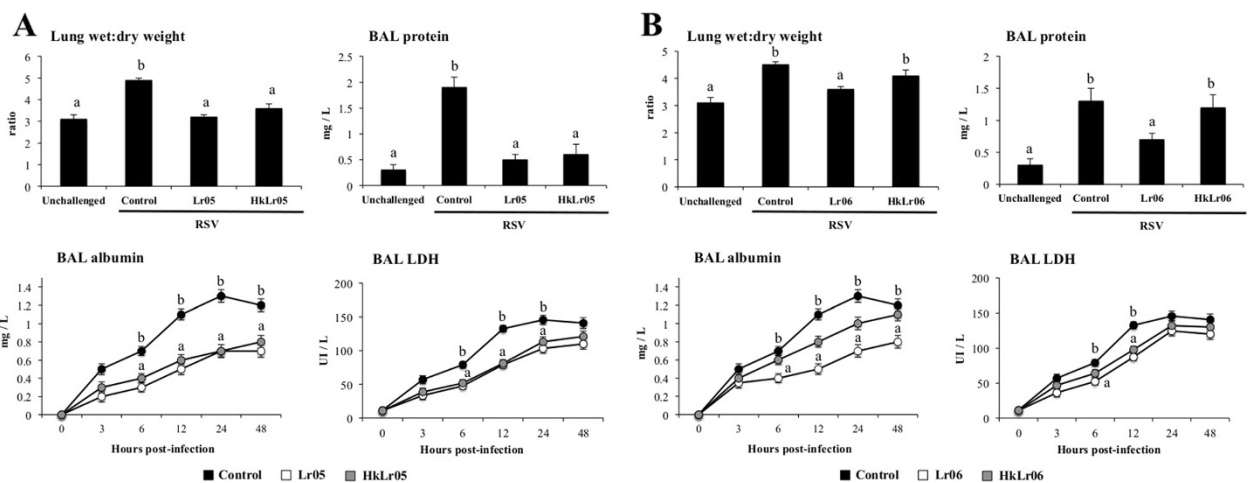 A
Lung wet:dry weight
ratio
6
5
4
3
2
1
0
a
b
a
a
Unchallenged Control Lr05 HkLr05
RSV
BAL protein
mg / L
2.5
2
1.5
1
0.5
0
a
b
a
a
Unchallenged Control Lr05 HkLr05
RSV
BAL albumin
mg / L
1.4
1.2
1
0.8
0.6
0.4
0.2
0
b
b
b
b
a
a
a
a
0 3 6 12 24 48
Hours post-infection
BAL LDH
UI / L
200
150
100
50
0
b
b
b
a
a
a
0 3 6 12 24 48
Hours post-infection
Control Lr05 HkLr05
B
Lung wet:dry weight
ratio
5
4
3
2
1
0
a
b
a
b
Unchallenged Control Lr06 HkLr06
RSV
BAL protein
mg / L
2
1.5
1
0.5
0
a
b
a
b
Unchallenged Control Lr06 HkLr06
RSV
BAL albumin
mg / L
1.4
1.2
1
0.8
0.6
0.4
0.2
0
b
b
b
b
a
a
a
a
0 3 6 12 24 48
Hours post-infection
BAL LDH
UI / L
200
150
100
50
0
b
b
a
a
0 3 6 12 24 48
Hours post-infection
Control Lr06 HkLr06